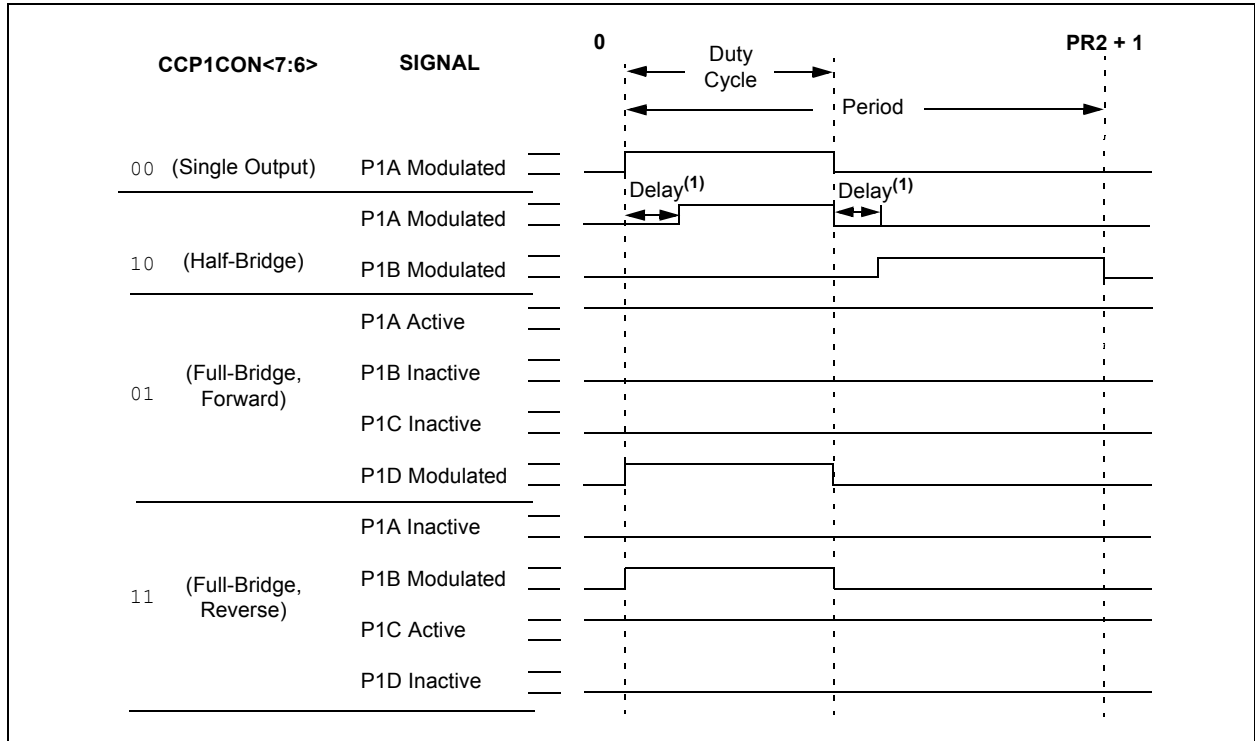 0
PR2 + 1
CCP1CON<7:6>
SIGNAL
Duty
Cycle
Period
00 (Single Output) P1A Modulated
Delay(1)
Delay(1)
P1A Modulated
10 (Half-Bridge)
P1B Modulated
P1A Active
(Full-Bridge,
Forward)
01
P1B Inactive
P1C Inactive
P1D Modulated
P1A Inactive
(Full-Bridge,
Reverse)
11
P1B Modulated
P1C Active
P1D Inactive